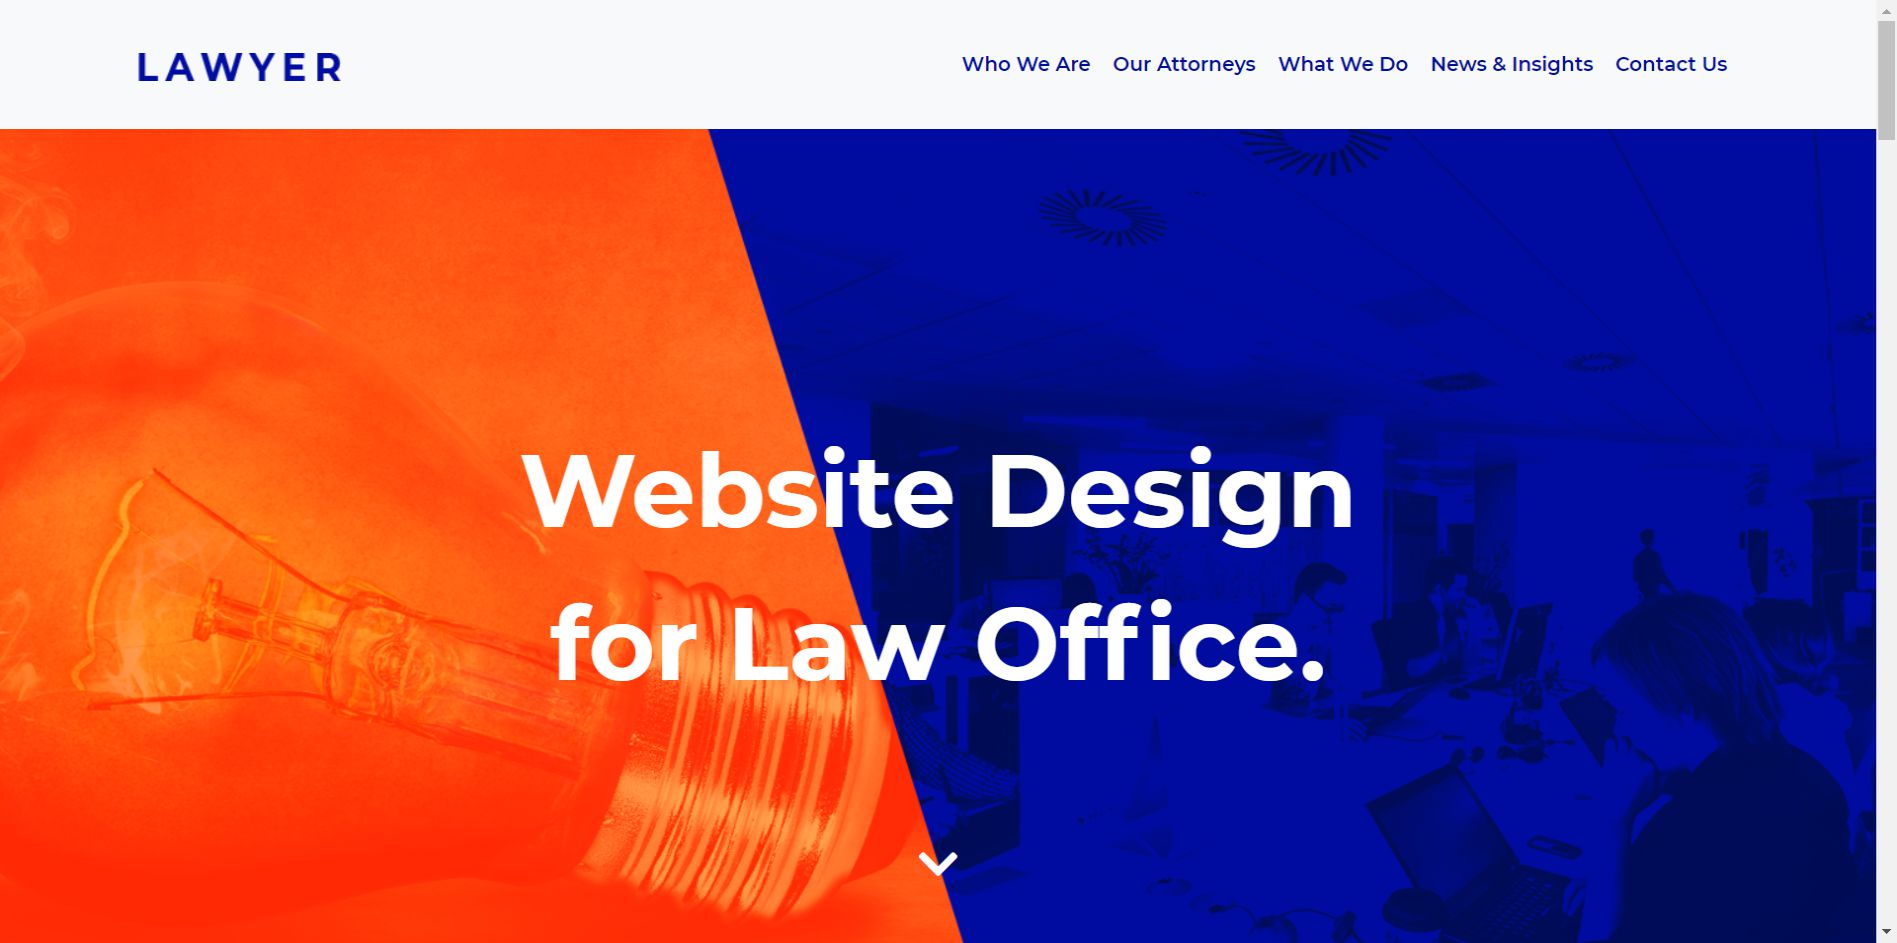 LAWYER
Who We Are Our Attorneys What We Do News & Insights Contact Us
Website Design
for Law Office.